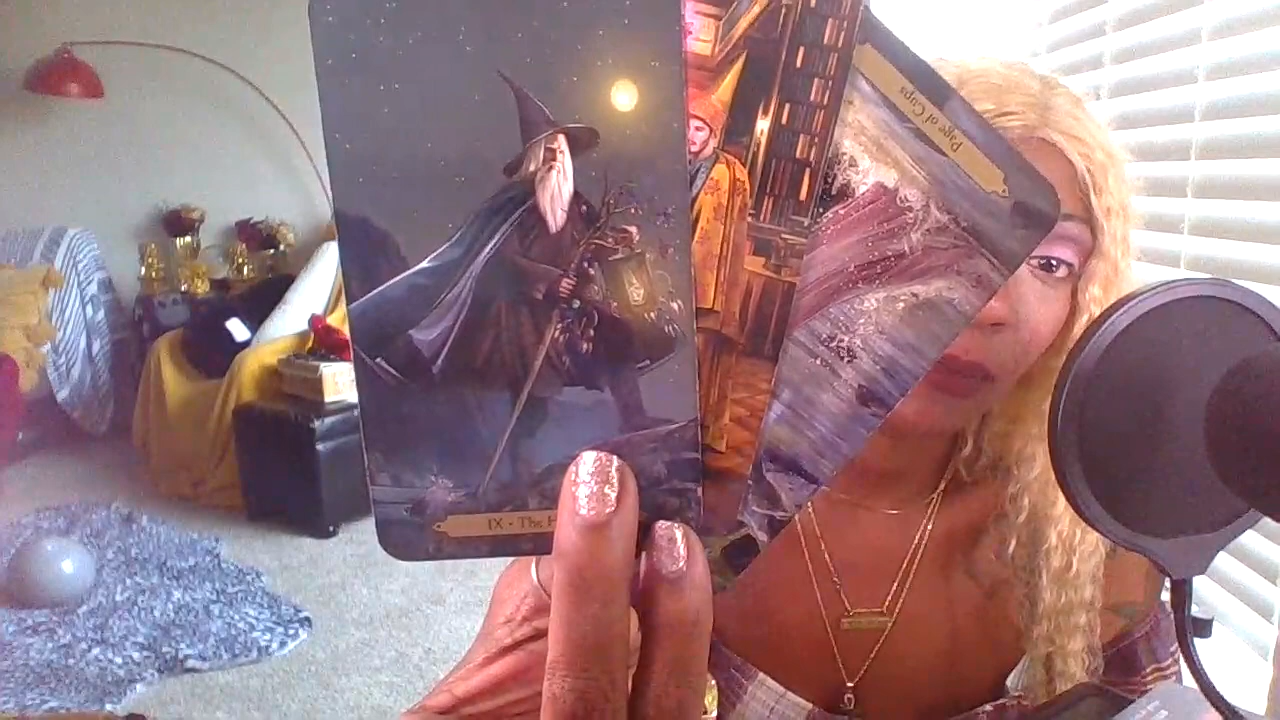 IX - The
Page of Cups